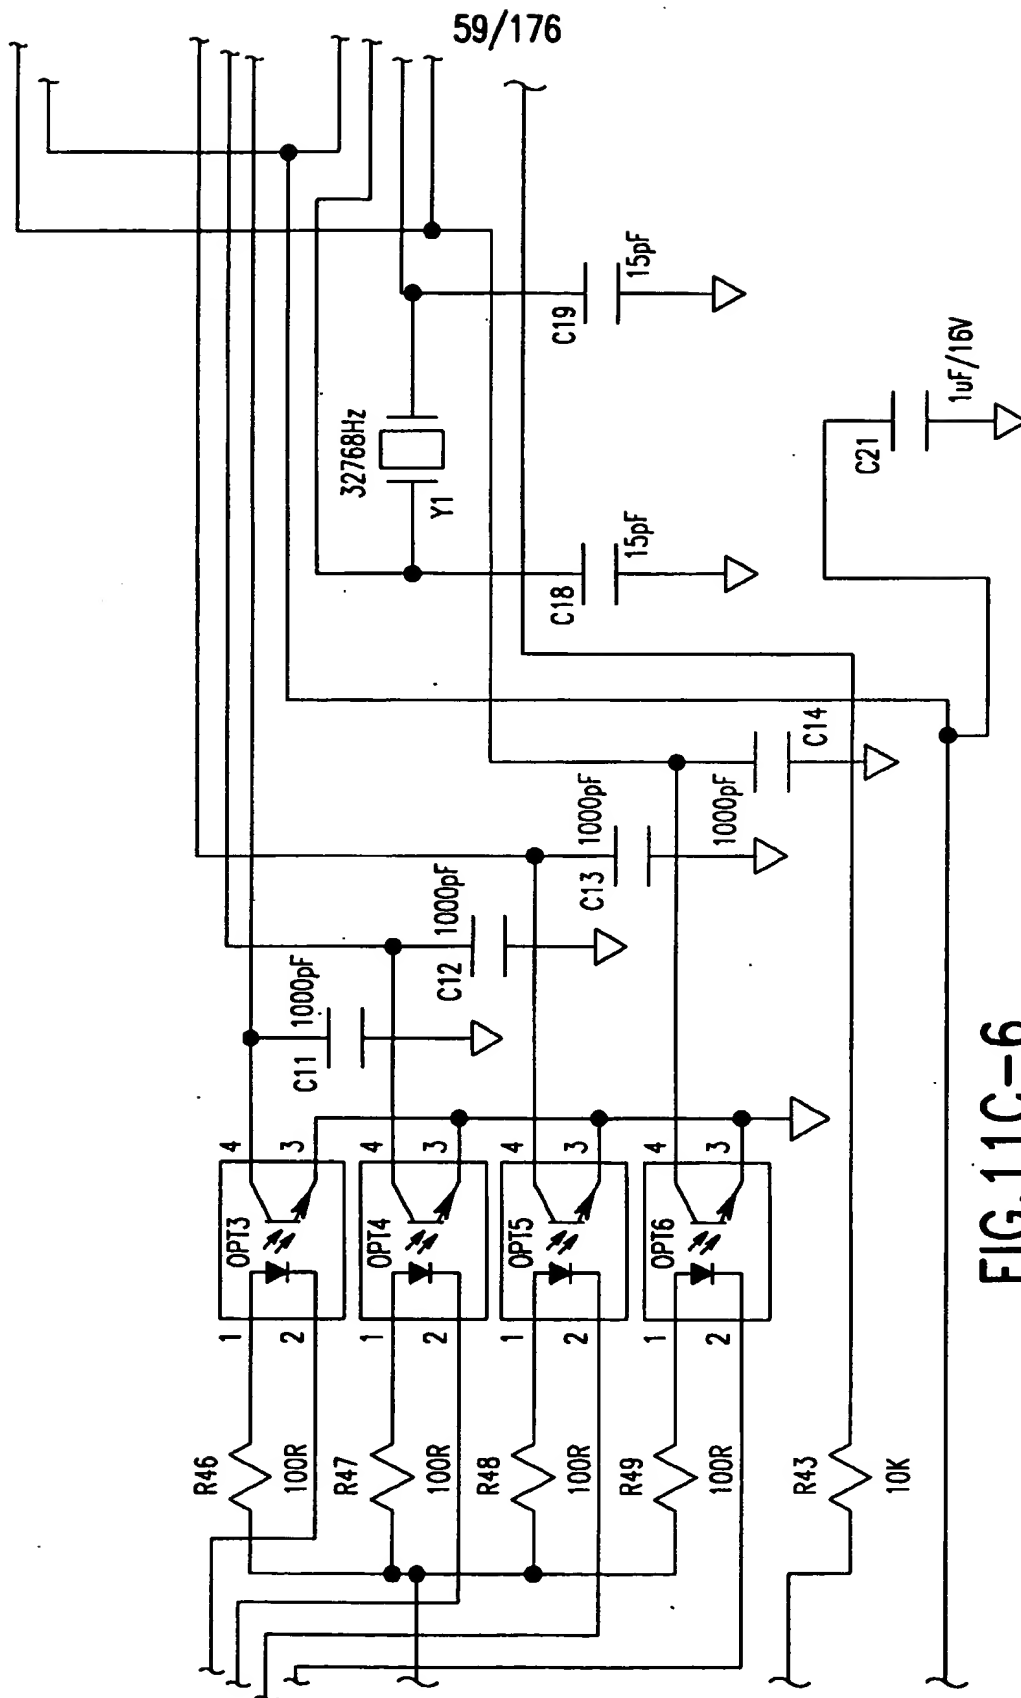 59/176
32768Hz
Y1
C19
15pF
C18
15pF
C21
1uF/16V
C14
1000pF
C13
1000pF
C12
1000pF
C11
1000pF
OPT3
1
2
3
4
OPT4
1
2
3
4
OPT5
1
2
3
4
OPT6
1
2
3
4
R46
100R
R47
100R
R48
100R
R49
100R
R43
10K
FIG.11C-6